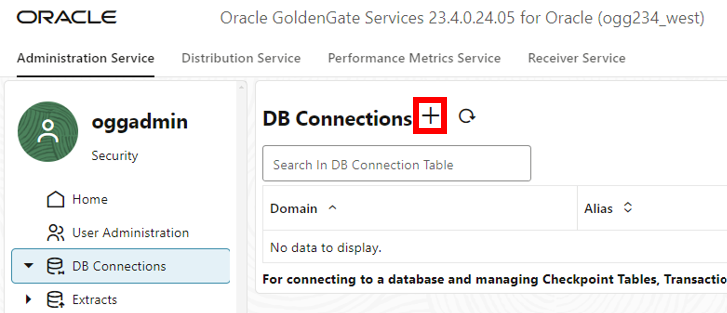 ORACLE Oracle GoldenGate Services 23.4.0.24.05 for Oracle (ogg234_west)
Administration Service Distribution Service Performance Metrics Service Receiver Service
oggadmin
Security
Home
User Administration
DB Connections
Extracts
DB Connections
Search In DB Connection Table
Domain Alias
No data to display.
For connecting to a database and managing Checkpoint Tables, Transactio